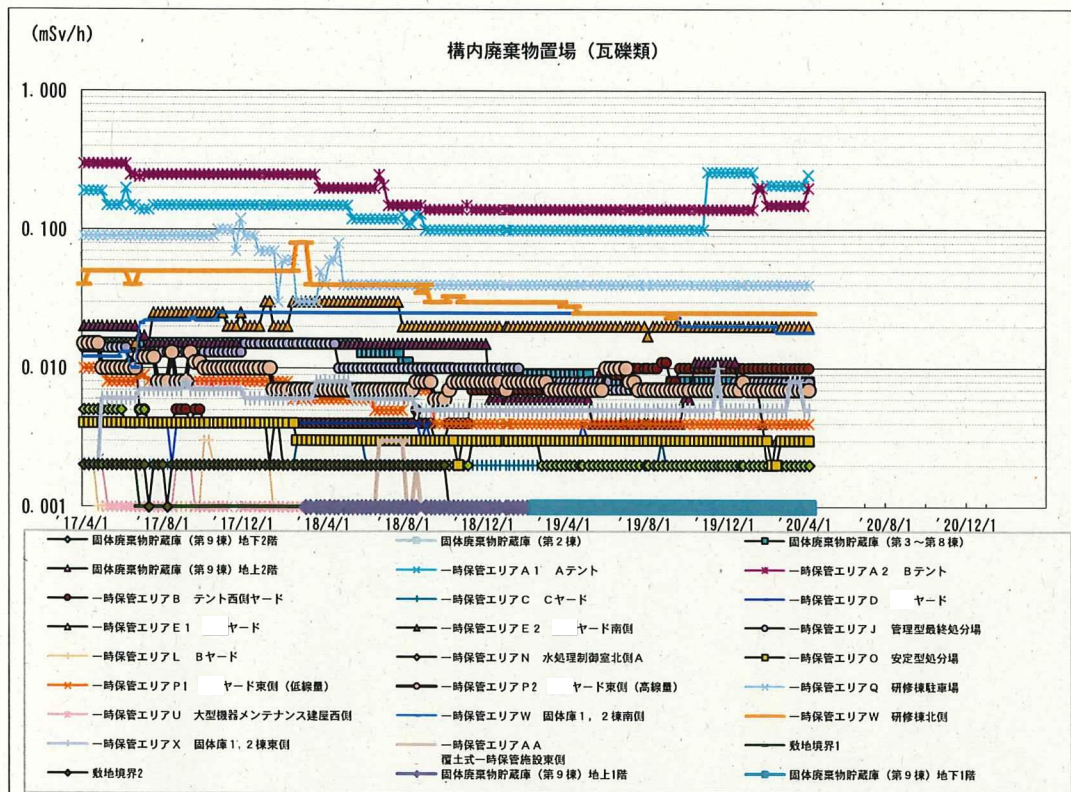 (mSv/h)
構内廃棄物置場（瓦礫類）
1.000
0.100
0.010
0.001
'17/4/1 '17/8/1 '17/12/1 '18/4/1 '18/8/1 '18/12/1 '19/4/1 '19/8/1 '19/12/1 '20/4/1 '20/8/1 '20/12/1
固体廃棄物貯蔵庫（第9棟）地下2階 固体廃棄物貯蔵庫（第2棟） 固体廃棄物貯蔵庫（第3～第8棟）
固体廃棄物貯蔵庫（第9棟）地上2階 一時保管エリアA1 Aテント 一時保管エリアA2 Bテント
一時保管エリアB テント西側ヤード 一時保管エリアC Cヤード 一時保管エリアD ヤード
一時保管エリアE1 ヤード 一時保管エリアE2 ヤード南側 一時保管エリアJ 管理型最終処分場
一時保管エリアL Bヤード 一時保管エリアN 水処理制御室北側A 一時保管エリアO 安定型処分場
一時保管エリアP1 ヤード東側（低線量） 一時保管エリアP2 ヤード東側（高線量） 一時保管エリアQ 研修棟駐車場
一時保管エリアU 大型機器メンテナンス建屋西側 一時保管エリアW 固体庫1，2棟南側 一時保管エリアW 研修棟北側
一時保管エリアX 固体庫1，2棟東側 一時保管エリアAA 敷地境界1
覆土式一時保管施設東側
敷地境界2 固体廃棄物貯蔵庫（第9棟）地上1階 固体廃棄物貯蔵庫（第9棟）地下1階